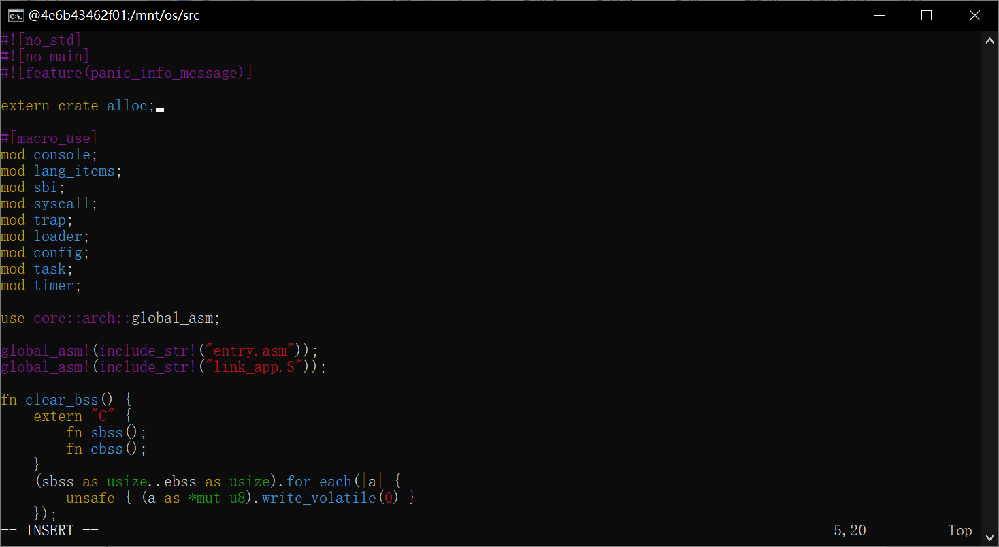 @4e6b43462f01:/mnt/os/src
#![no_std]
#![no_main]
#![feature(panic_info_message)]
extern crate alloc;
#[macro_use]
mod console;
mod lang_items;
mod sbi;
mod syscall;
mod trap;
mod loader;
mod config;
mod task;
mod timer;
use core::arch::global_asm;
global_asm!(include_str!("entry.asm"));
global_asm!(include_str!("link_app.S"));
fn clear_bss() {
    extern "C" {
        fn sbss();
        fn ebss();
    }
    (sbss as usize..ebss as usize).for_each(|a| {
        unsafe { (a as *mut u8).write_volatile(0) }
    });
-- INSERT -- 5,20 Top